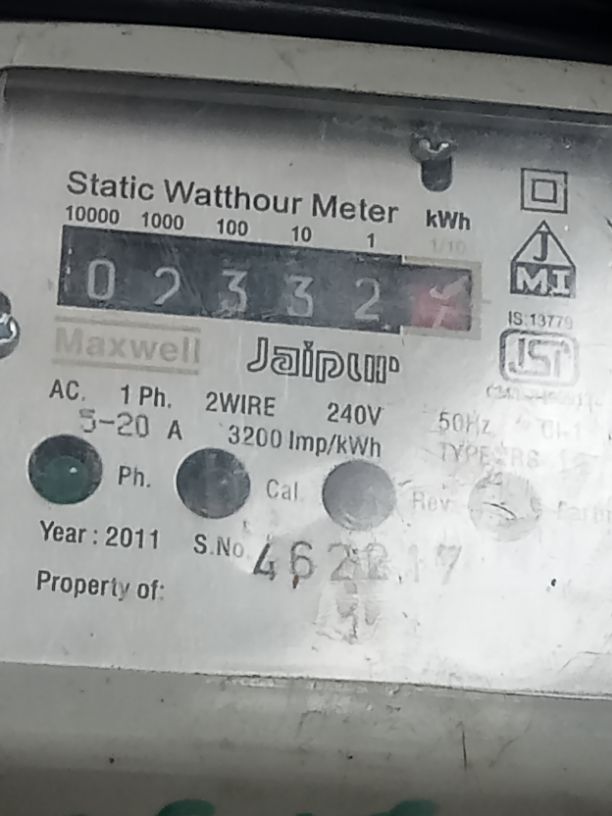 Static Watthour Meter kWh
10000 1000 100 10 1 1/10
0 2 3 3 2
Maxwell Jaipur
AC. 1 Ph. 2WIRE 240V 50Hz
5-20 A 3200 Imp/kWh
Ph. Cal. Rev
Year : 2011 S.No.
Property of:
J
MI
IS:13779
ISI